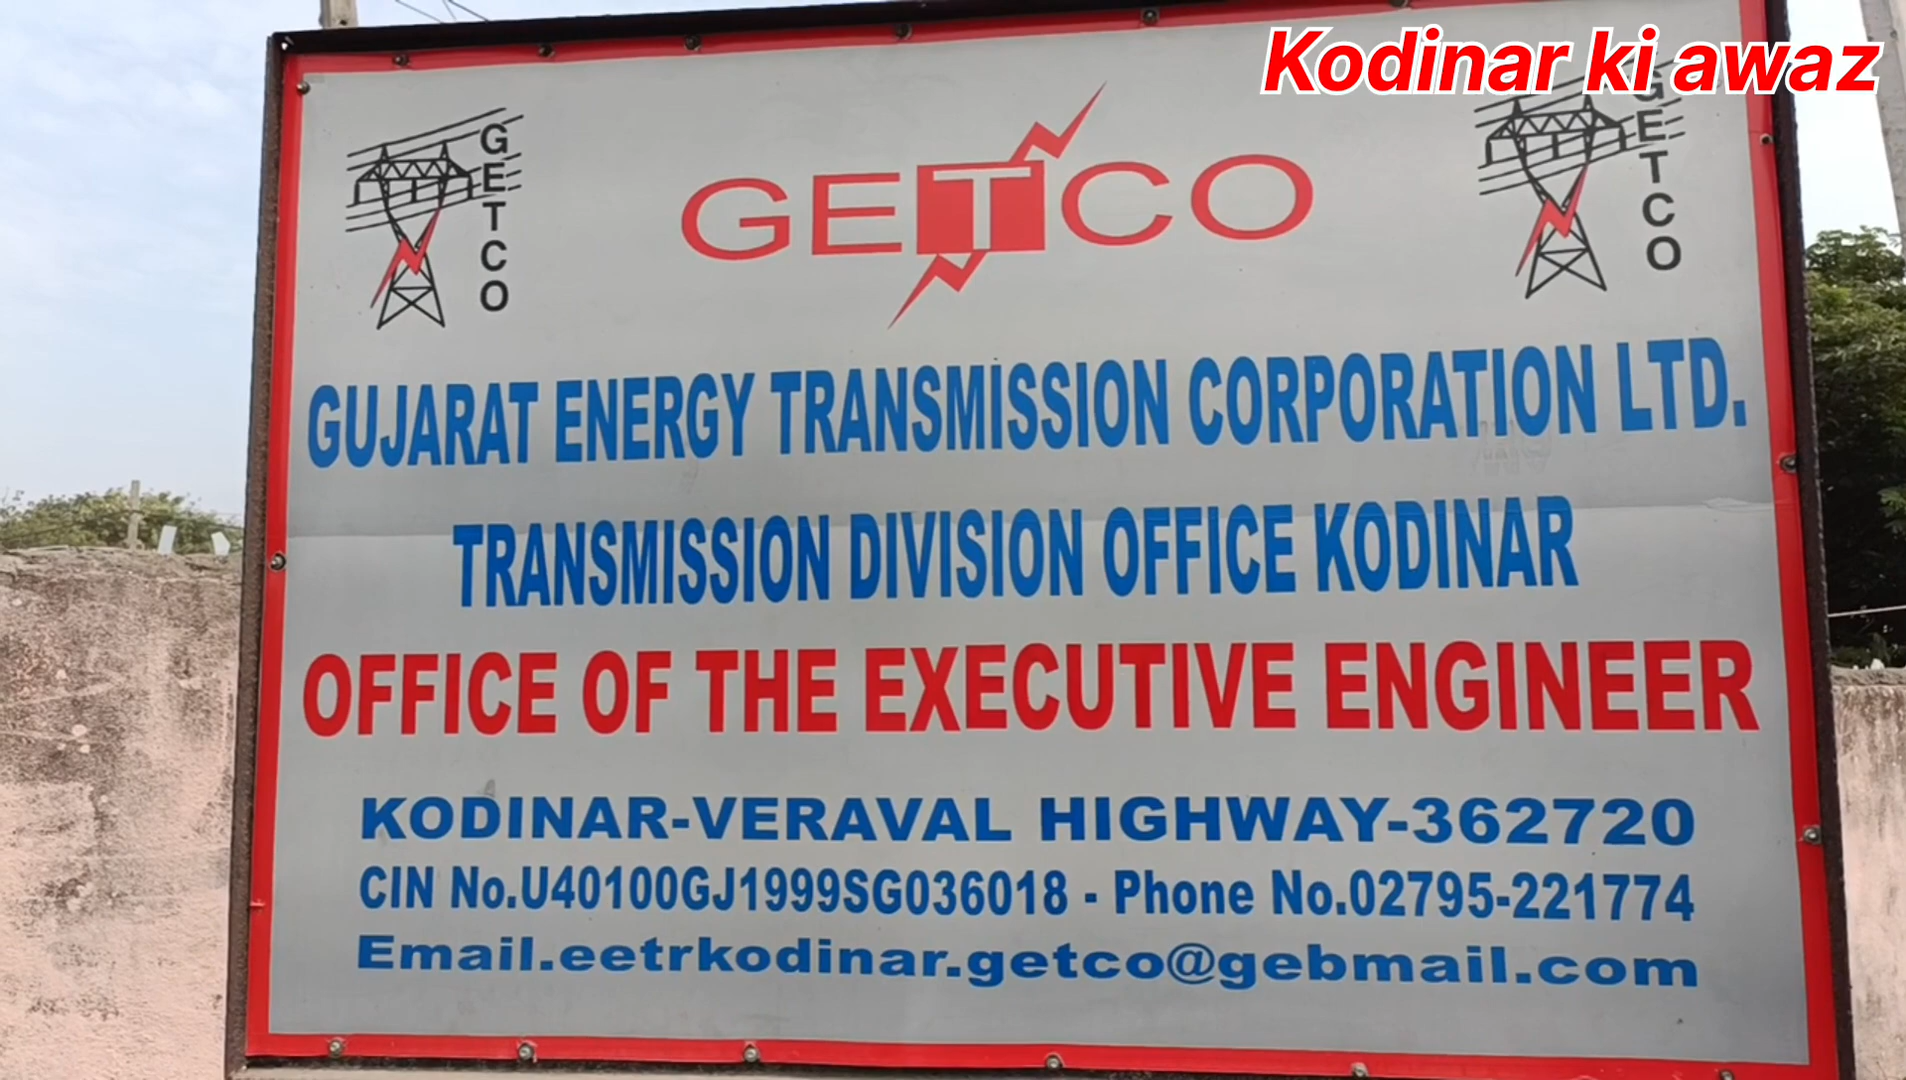 Kodinar ki awaz
GETCO
GETCO
GETCO
GUJARAT ENERGY TRANSMISSION CORPORATION LTD.
TRANSMISSION DIVISION OFFICE KODINAR
OFFICE OF THE EXECUTIVE ENGINEER
KODINAR-VERAVAL HIGHWAY-362720
CIN No.U40100GJ1999SG036018 - Phone No.02795-221774
Email.eetrkodinar.getco@gebmail.com